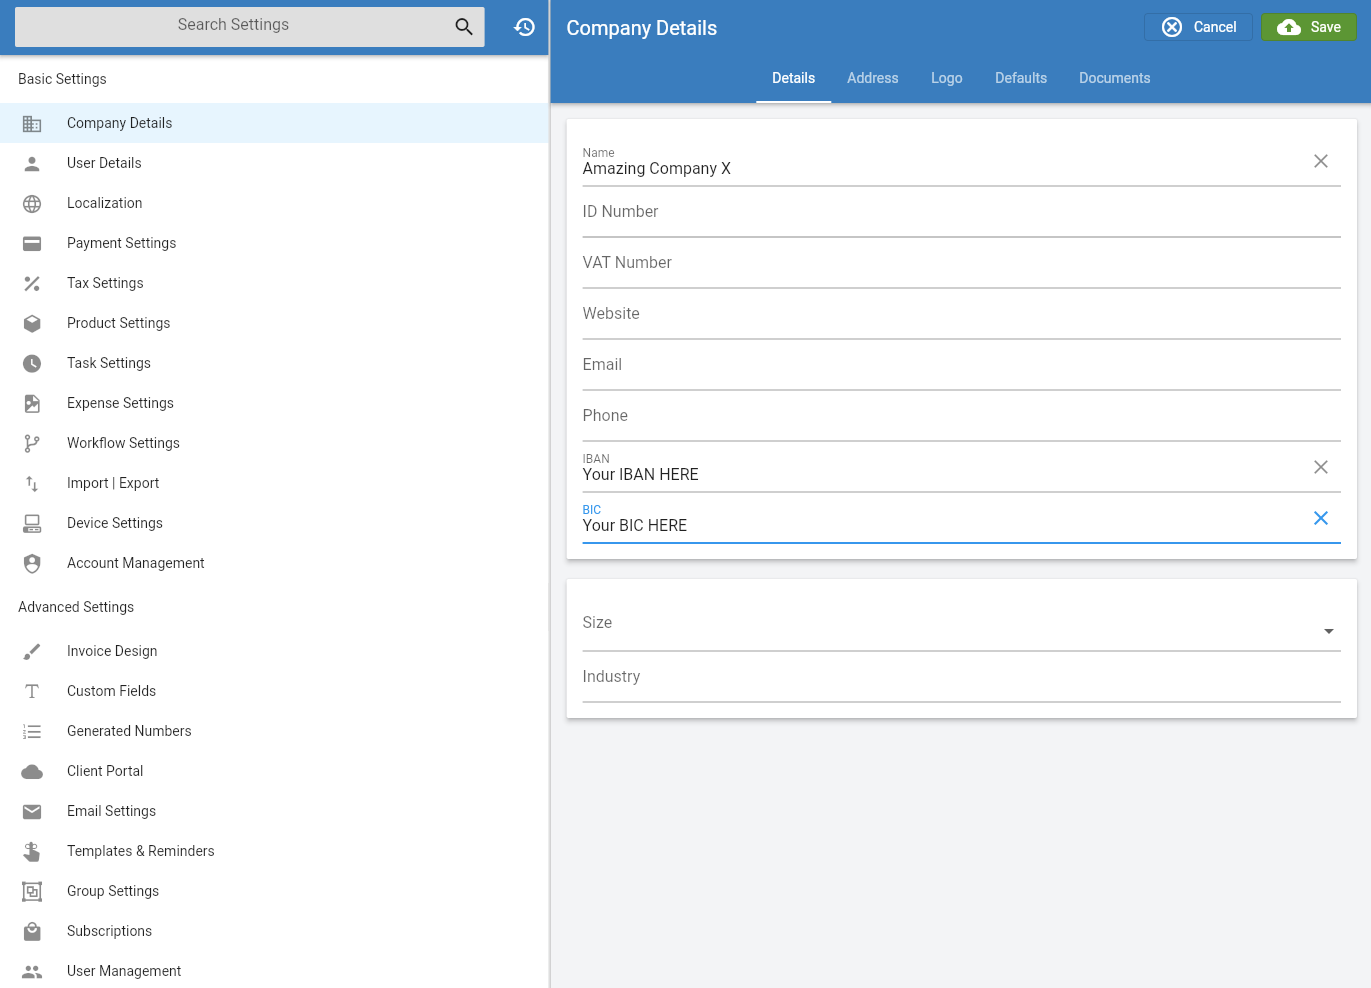 Search Settings
Basic Settings
Company Details
User Details
Localization
Payment Settings
Tax Settings
Product Settings
Task Settings
Expense Settings
Workflow Settings
Import | Export
Device Settings
Account Management
Advanced Settings
Invoice Design
Custom Fields
Generated Numbers
Client Portal
Email Settings
Templates & Reminders
Group Settings
Subscriptions
User Management
Company Details
Cancel
Save
Details Address Logo Defaults Documents
Name
Amazing Company X
ID Number
VAT Number
Website
Email
Phone
IBAN
Your IBAN HERE
BIC
Your BIC HERE
Size
Industry